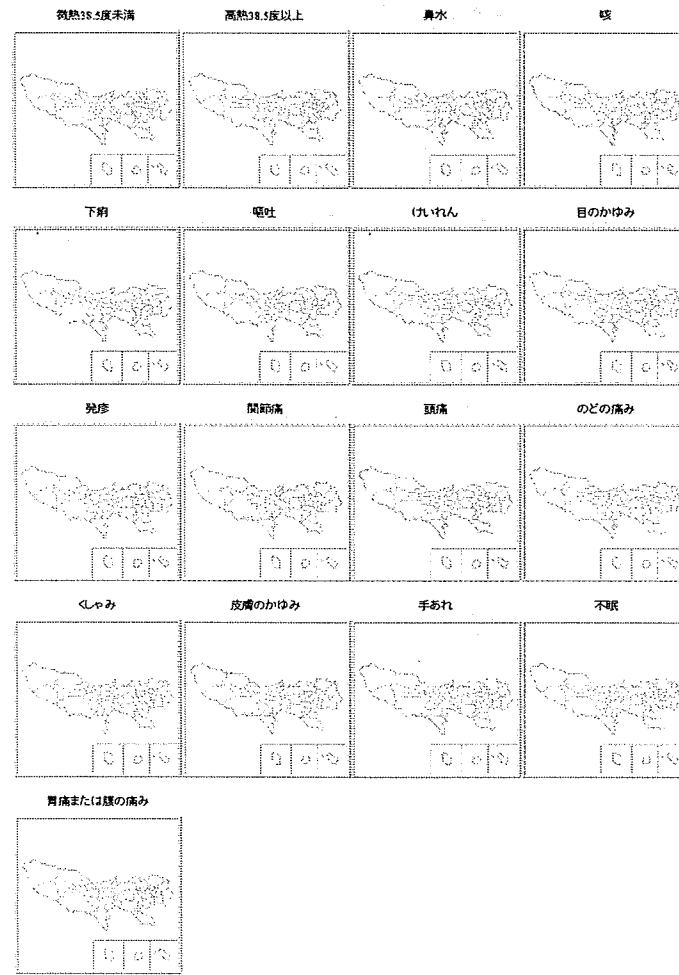 微熱38.5度未満
高熱38.5度以上
鼻水
咳
下痢
嘔吐
けいれん
目のかゆみ
発疹
関節痛
頭痛
のどの痛み
くしゃみ
皮膚のかゆみ
手あれ
不眠
胃痛または腹の痛み